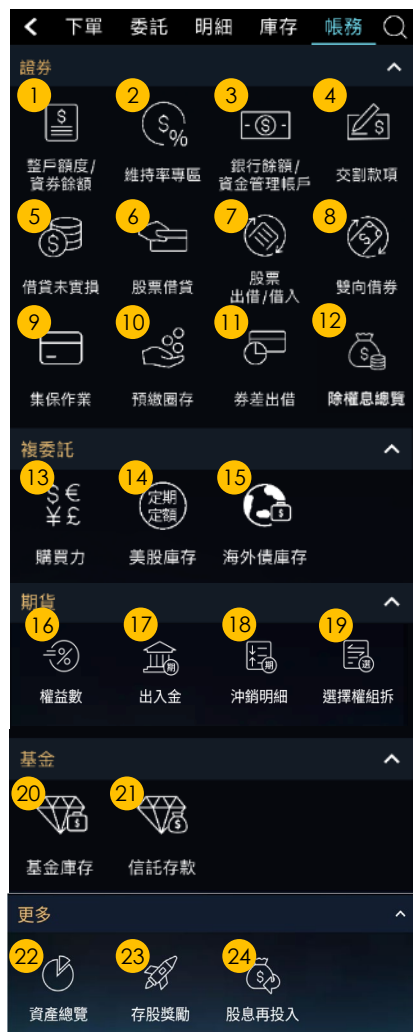 下單 委託 明細 庫存 帳務
證券
1 2 3 4
整戶額度/
資券餘額
維持率專區
銀行餘額/
資金管理帳戶
交割款項
5 6 7 8
借貸未實損
股票借貸
股票
出借/借入
雙向借券
9 10 11 12
集保作業 預繳圈存 券差出借 除權息總覽
複委託
13 14 15
定期
定額
購買力 美股庫存 海外債庫存
期貨
16 17 18 19
期 期 選
權益數 出入金 沖銷明細 選擇權組拆
基金
20 21
基金庫存 信託存款
更多
22 23 24
資產總覽 存股獎勵 股息再投入